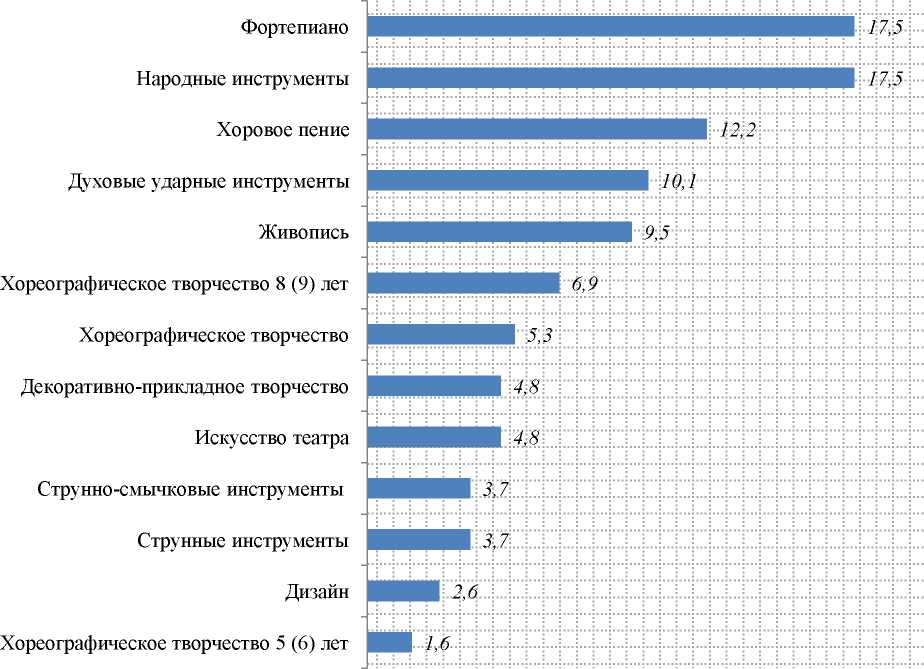 Фортепиано 17,5
Народные инструменты 17,5
Хоровое пение 12,2
Духовые ударные инструменты 10,1
Живопись 9,5
Хореографическое творчество 8 (9) лет 6,9
Хореографическое творчество 5,3
Декоративно-прикладное творчество 4,8
Искусство театра 4,8
Струнно-смычковые инструменты 3,7
Струнные инструменты 3,7
Дизайн 2,6
Хореографическое творчество 5 (6) лет 1,6